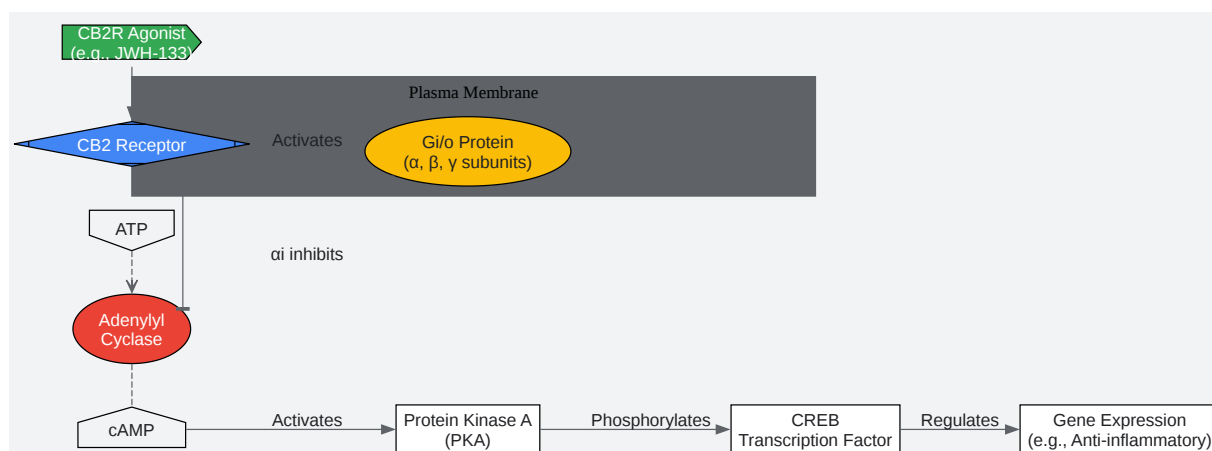 CB2R Agonist
(e.g., JWH-133)
Plasma Membrane
CB2 Receptor
Activates
Gi/o Protein
(α, β, γ subunits)
ATP
αi inhibits
Adenylyl
Cyclase
cAMP
Activates
Protein Kinase A
(PKA)
Phosphorylates
CREB
Transcription Factor
Regulates
Gene Expression
(e.g., Anti-inflammatory)